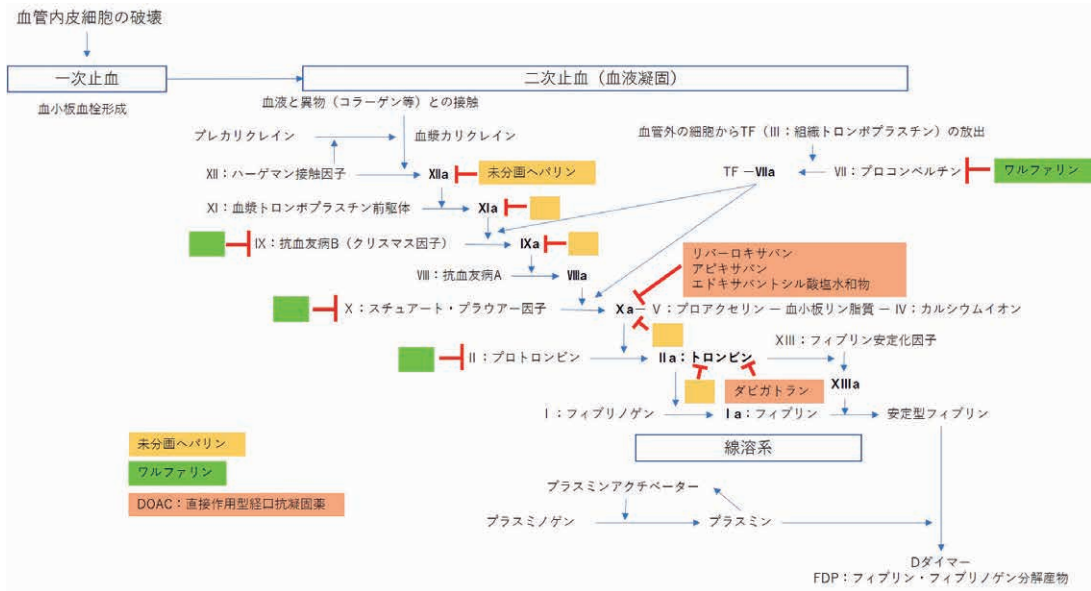 血管内皮細胞の破壊
一次止血
二次止血（血液凝固）
血小板血栓形成
血液と異物（コラーゲン等）との接触
プレカリクレイン
血漿カリクレイン
血管外の細胞からTF（Ⅲ：組織トロンボプラスチン）の放出
XII：ハーゲマン接触因子
XIIa
未分画ヘパリン
TF ─ VIIa
VII：プロコンベルチン
ワルファリン
XI：血漿トロンボプラスチン前駆体
XIa
IX：抗血友病B（クリスマス因子）
IXa
リバーロキサバン
アピキサバン
エドキサバントシル酸塩水和物
VIII：抗血友病A
VIIIa
X：スチュアート・プラウアー因子
Xa ─ V：プロアクセリン ─ 血小板リン脂質 ─ IV：カルシウムイオン
XIII：フィブリン安定化因子
II：プロトロンビン
IIa：トロンビン
ダビガトラン
XIIIa
I：フィブリノゲン
Ia：フィブリン
安定型フィブリン
未分画ヘパリン
ワルファリン
DOAC：直接作用型経口抗凝固薬
線溶系
プラスミンアクチベーター
プラスミノゲン
プラスミン
Dダイマー
FDP：フィブリン・フィブリノゲン分解産物